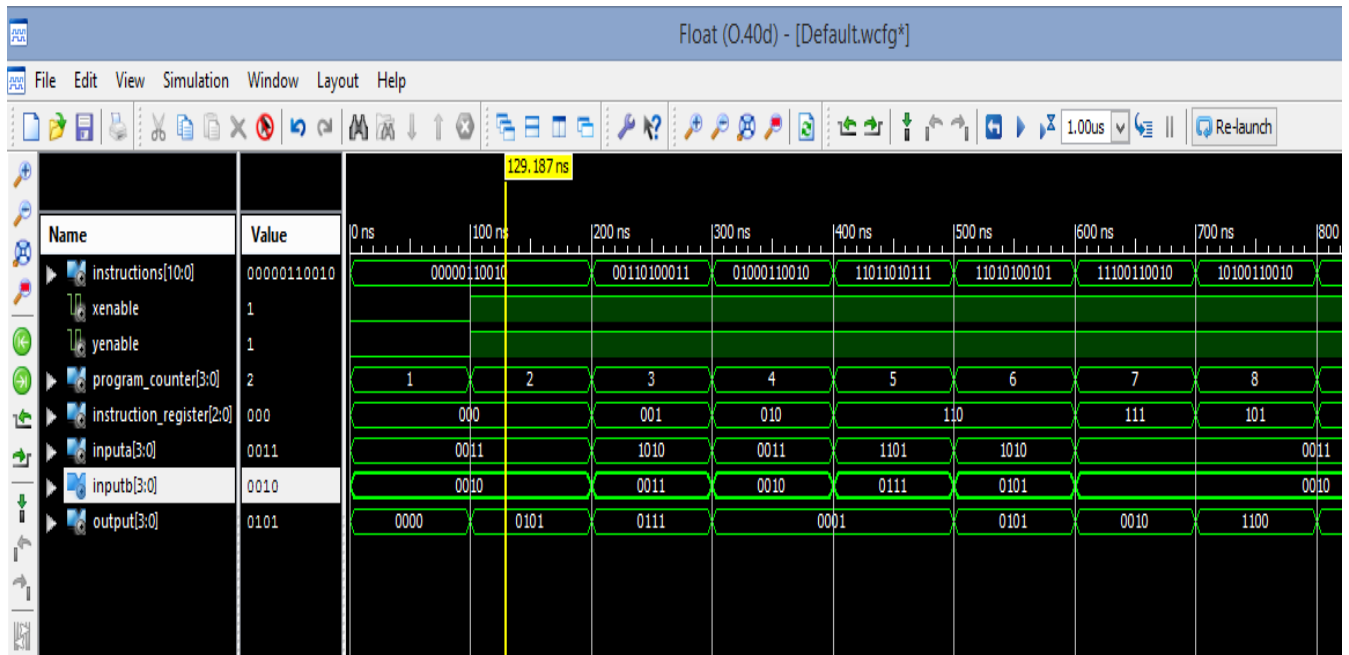 Float (O.40d) - [Default.wcfg*]
File Edit View Simulation Window Layout Help
1.00us Re-launch
129.187 ns
Name Value 0 ns 100 ns 200 ns 300 ns 400 ns 500 ns 600 ns 700 ns 800
instructions[10:0] 00000110010 00000110010 00110100011 01000110010 11011010111 11010100101 11100110010 10100110010
xenable 1
yenable 1
program_counter[3:0] 2 1 2 3 4 5 6 7 8
instruction_register[2:0] 000 000 001 010 110 111 101
inputa[3:0] 0011 0011 1010 0011 1101 1010 0011
inputb[3:0] 0010 0010 0011 0010 0111 0101 0010
output[3:0] 0101 0000 0101 0111 0001 0101 0010 1100